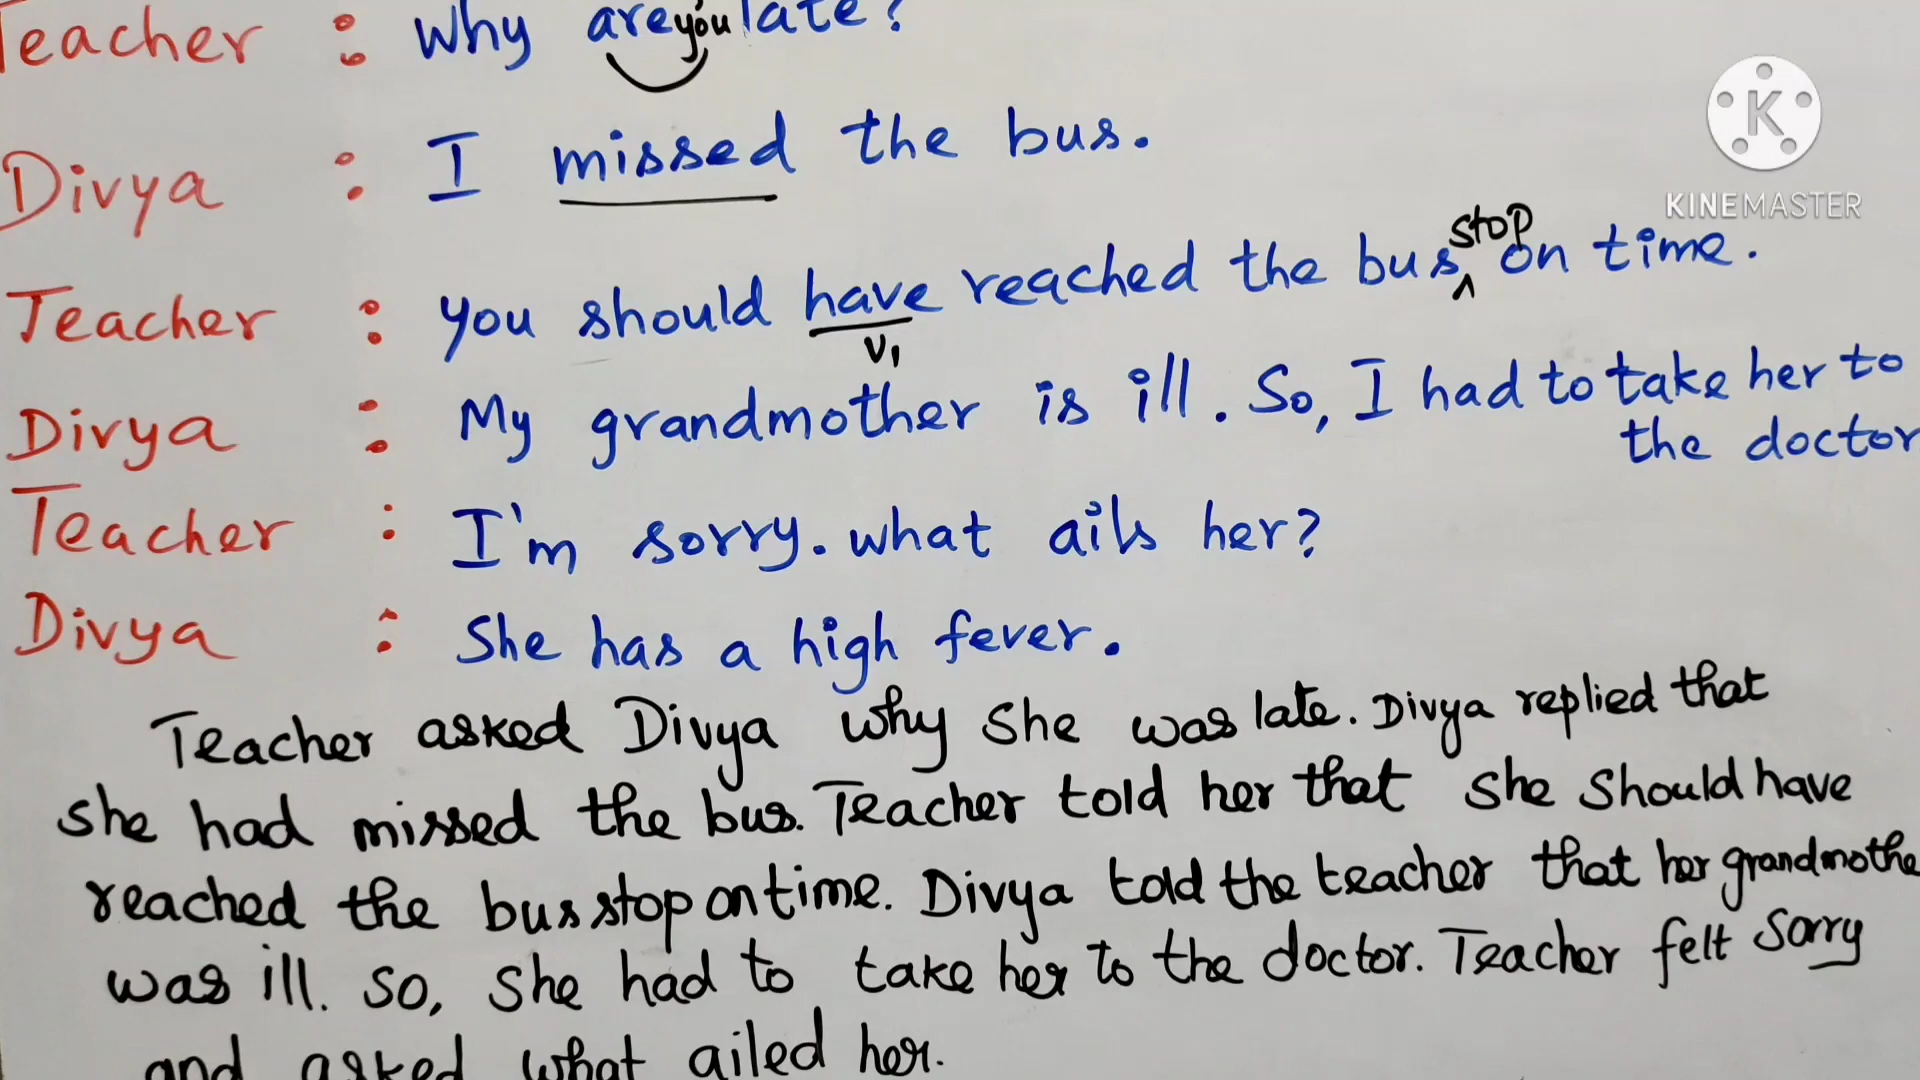 Teacher : Why are you late?
Divya : I missed the bus.
K
KINEMASTER
Teacher : You should have reached the bus stop on time.
V1
Divya : My grandmother is ill. So, I had to take her to
the doctor
Teacher : I'm sorry. what ails her?
Divya : She has a high fever.
Teacher asked Divya why she was late. Divya replied that
she had missed the bus. Teacher told her that she should have
reached the bus stop on time. Divya told the teacher that her grandmothe
was ill. So, she had to take her to the doctor. Teacher felt sorry
and asked what ailed her.